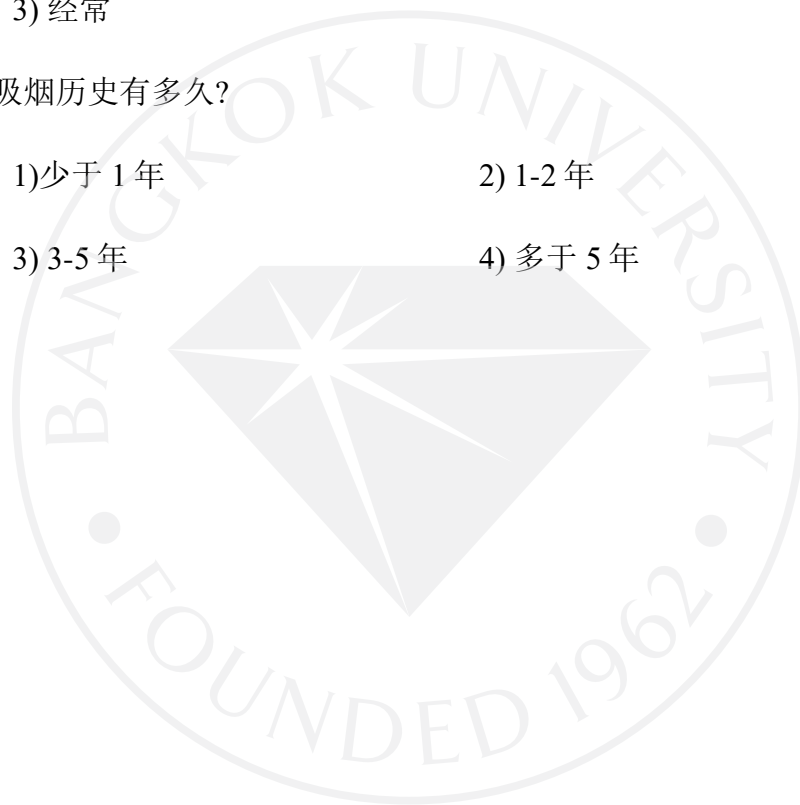 3) 经常
吸烟历史有多久?
1)少于 1 年 2) 1-2 年
3) 3-5 年 4) 多于 5 年
BANGKOK UNIVERSITY
• FOUNDED 1962 •